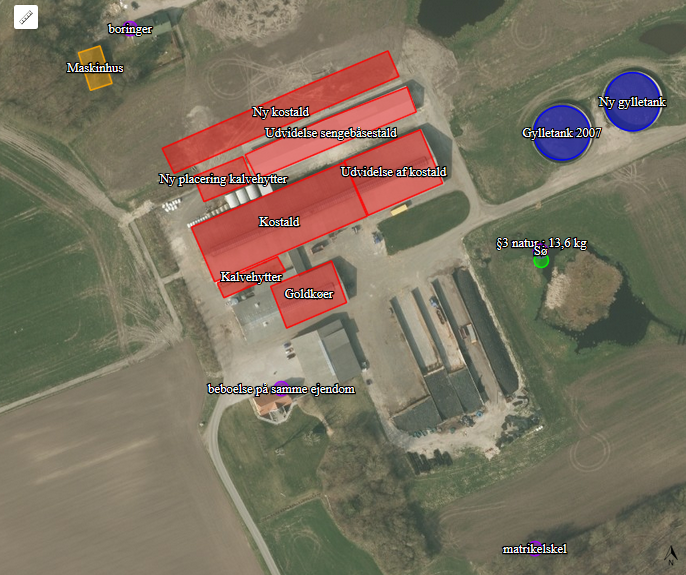 boringer
Maskinhus
Ny kostald
Udvidelse sengebåsestald
Ny gylletank
Gylletank 2007
Ny placering kalvehytter
Udvidelse af kostald
Kostald
§3 natur : 13,6 kg
Sø
Kalvehytter
Goldkøer
beboelse på samme ejendom
matrikelskel
N